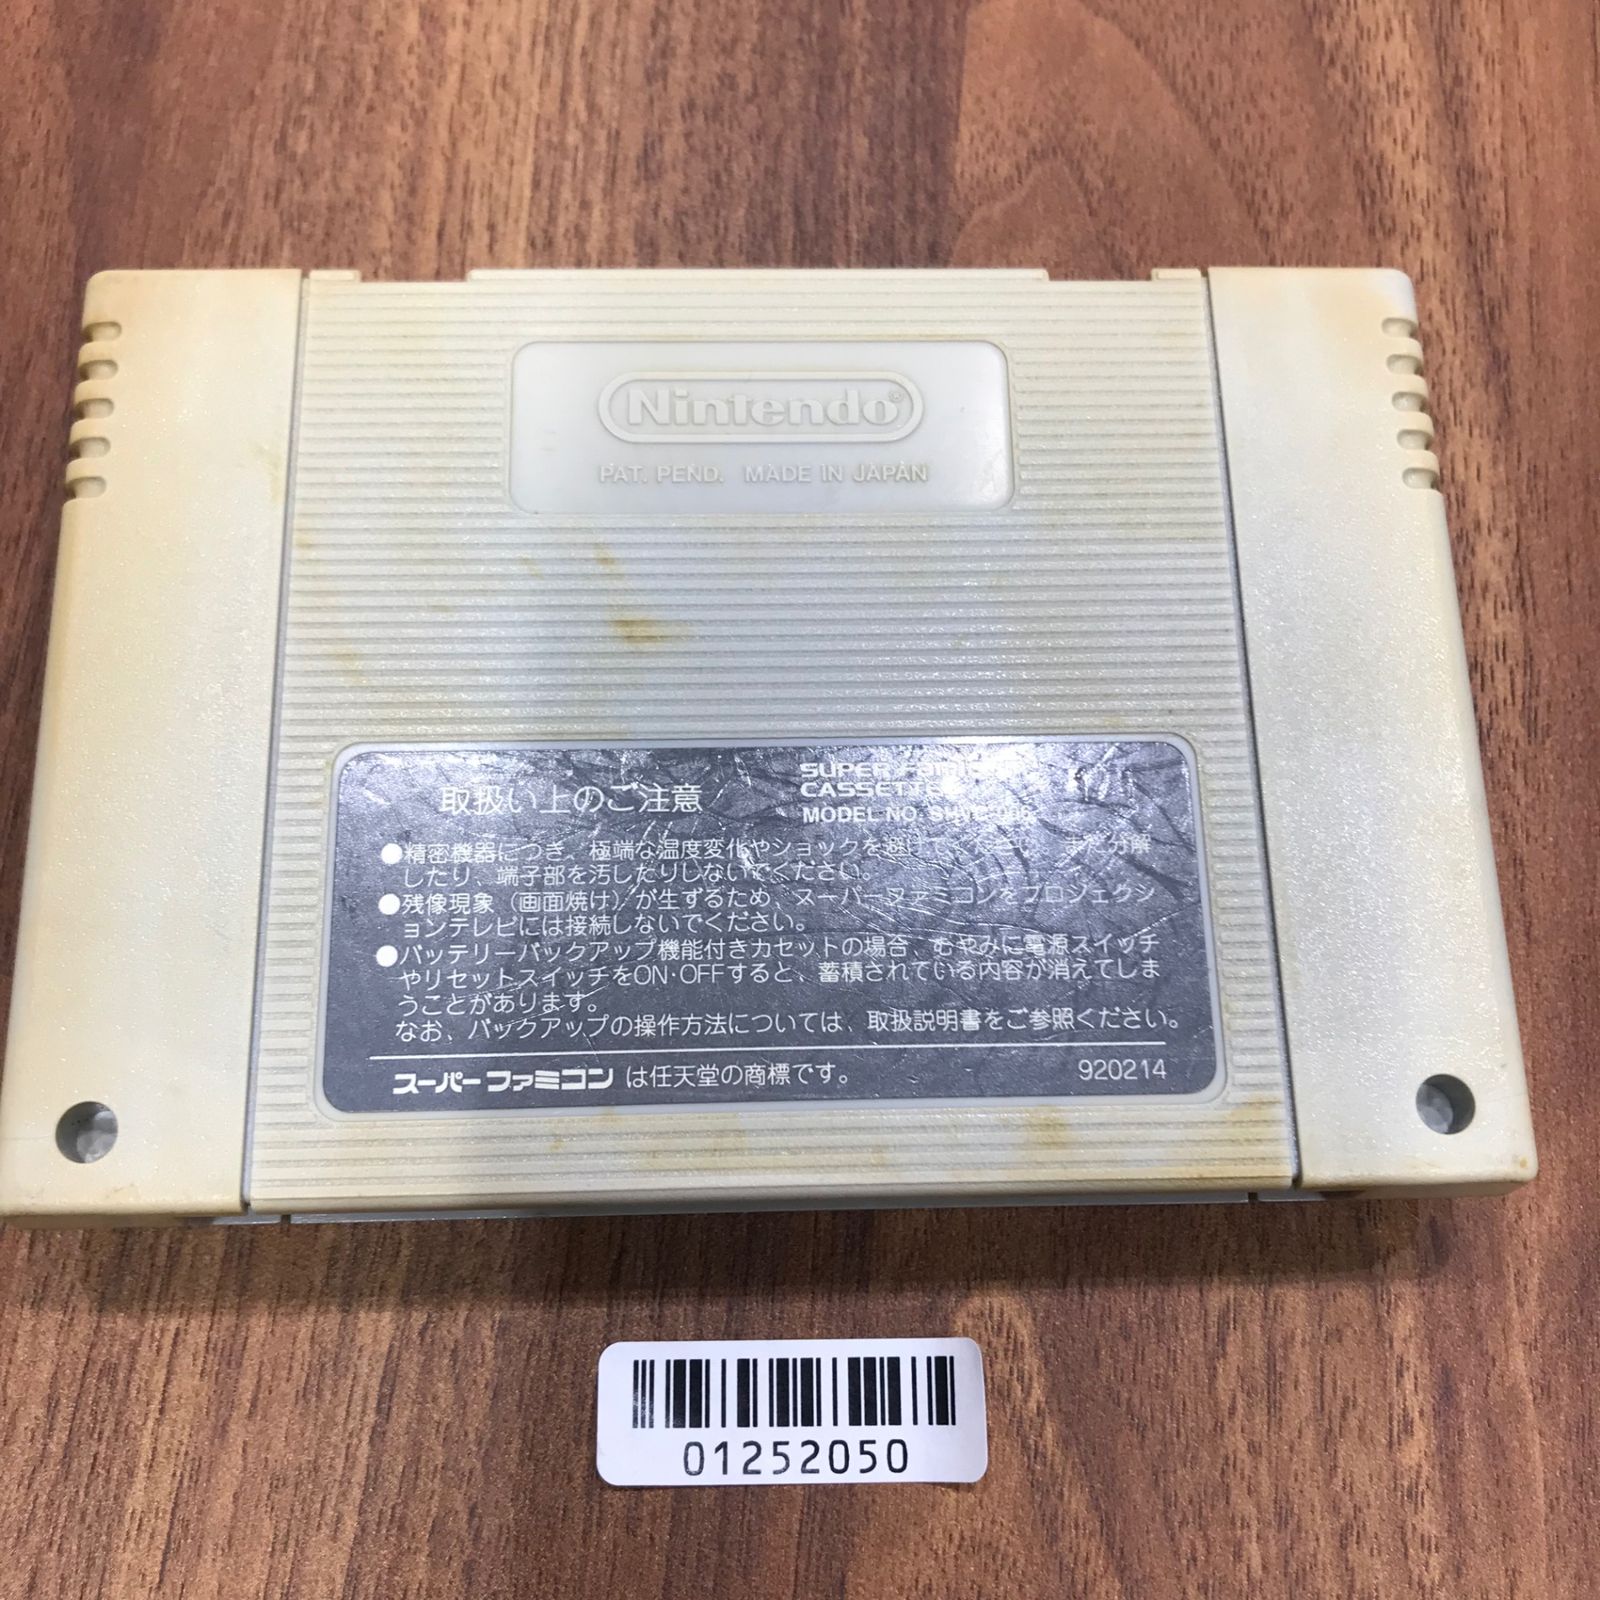 Nintendo®
PAT. PEND. MADE IN JAPAN
取扱い上のご注意
SUPER
CASSETTE
MODEL NO.
●精密機器につき、極端な温度変化やショックを避けてください。また分解
したり、端子部を汚したりしないでください。
●残像現象（画面焼け）が生ずるため、スーパーファミコンをプロジェクシ
ョンテレビには接続しないでください。
●バッテリーバックアップ機能付きカセットの場合、むやみに電源スイッチ
やリセットスイッチをON·OFFすると、蓄積されている内容が消えてしま
うことがあります。
なお、バックアップの操作方法については、取扱説明書をご参照ください。
スーパーファミコン は任天堂の商標です。
920214
01252050